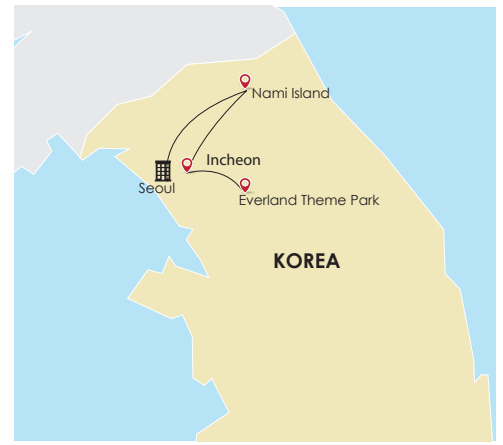 Nami Island
Incheon
Seoul
Everland Theme Park
KOREA